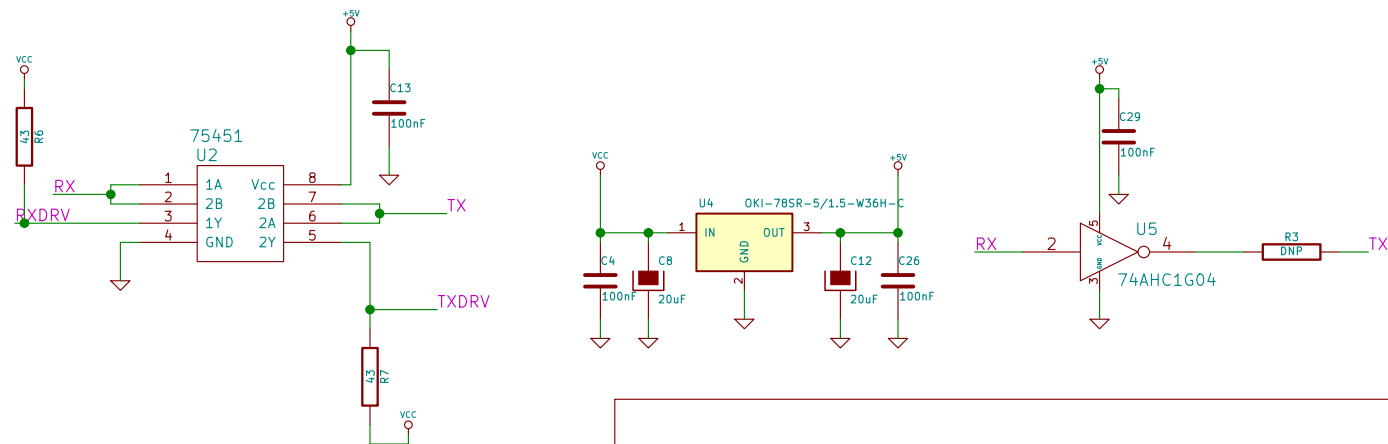 VCC
43
R6
RX
RXDRV
75451
U2
1 1A Vcc 8
2 2B 2B 7
3 1Y 2A 6
4 GND 2Y 5
+5V
C13
100nF
TX
TXDRV
43
R7
VCC
VCC
+5V
U4 OKI-78SR-5/1.5-W36H-C
1 IN OUT 3
GND
2
C4
100nF
C8
20uF
C12
20uF
C26
100nF
+5V
C29
100nF
RX
2
5
VCC
GND
3
U5
4
74AHC1G04
R3
DNP
TX